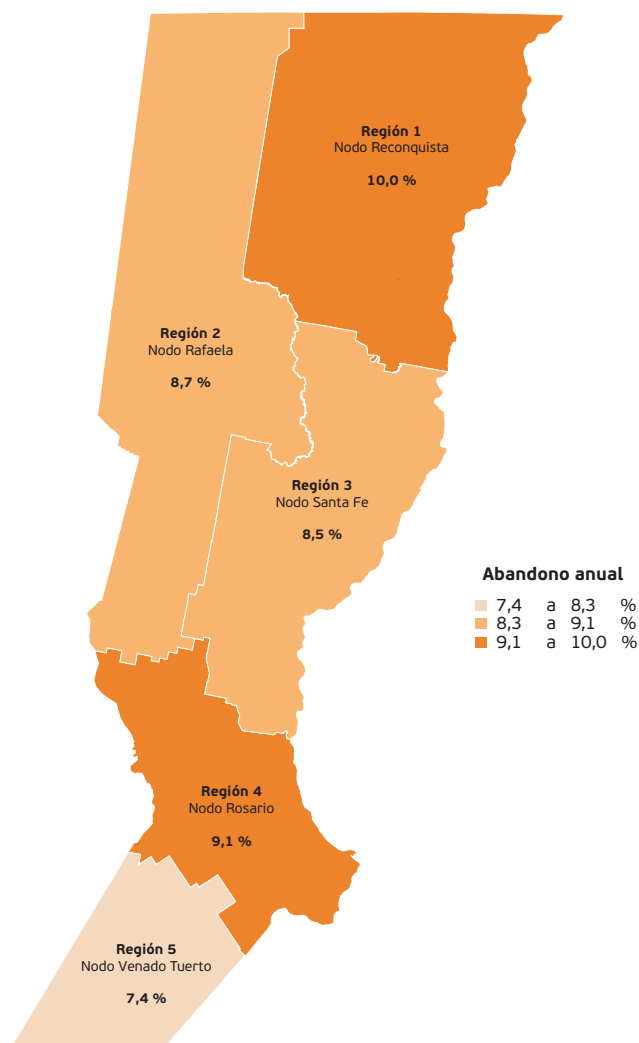 Región 1
Nodo Reconquista
10,0 %
Región 2
Nodo Rafaela
8,7 %
Región 3
Nodo Santa Fe
8,5 %
Abandono anual
7,4 a 8,3 %
8,3 a 9,1 %
9,1 a 10,0 %
Región 4
Nodo Rosario
9,1 %
Región 5
Nodo Venado Tuerto
7,4 %